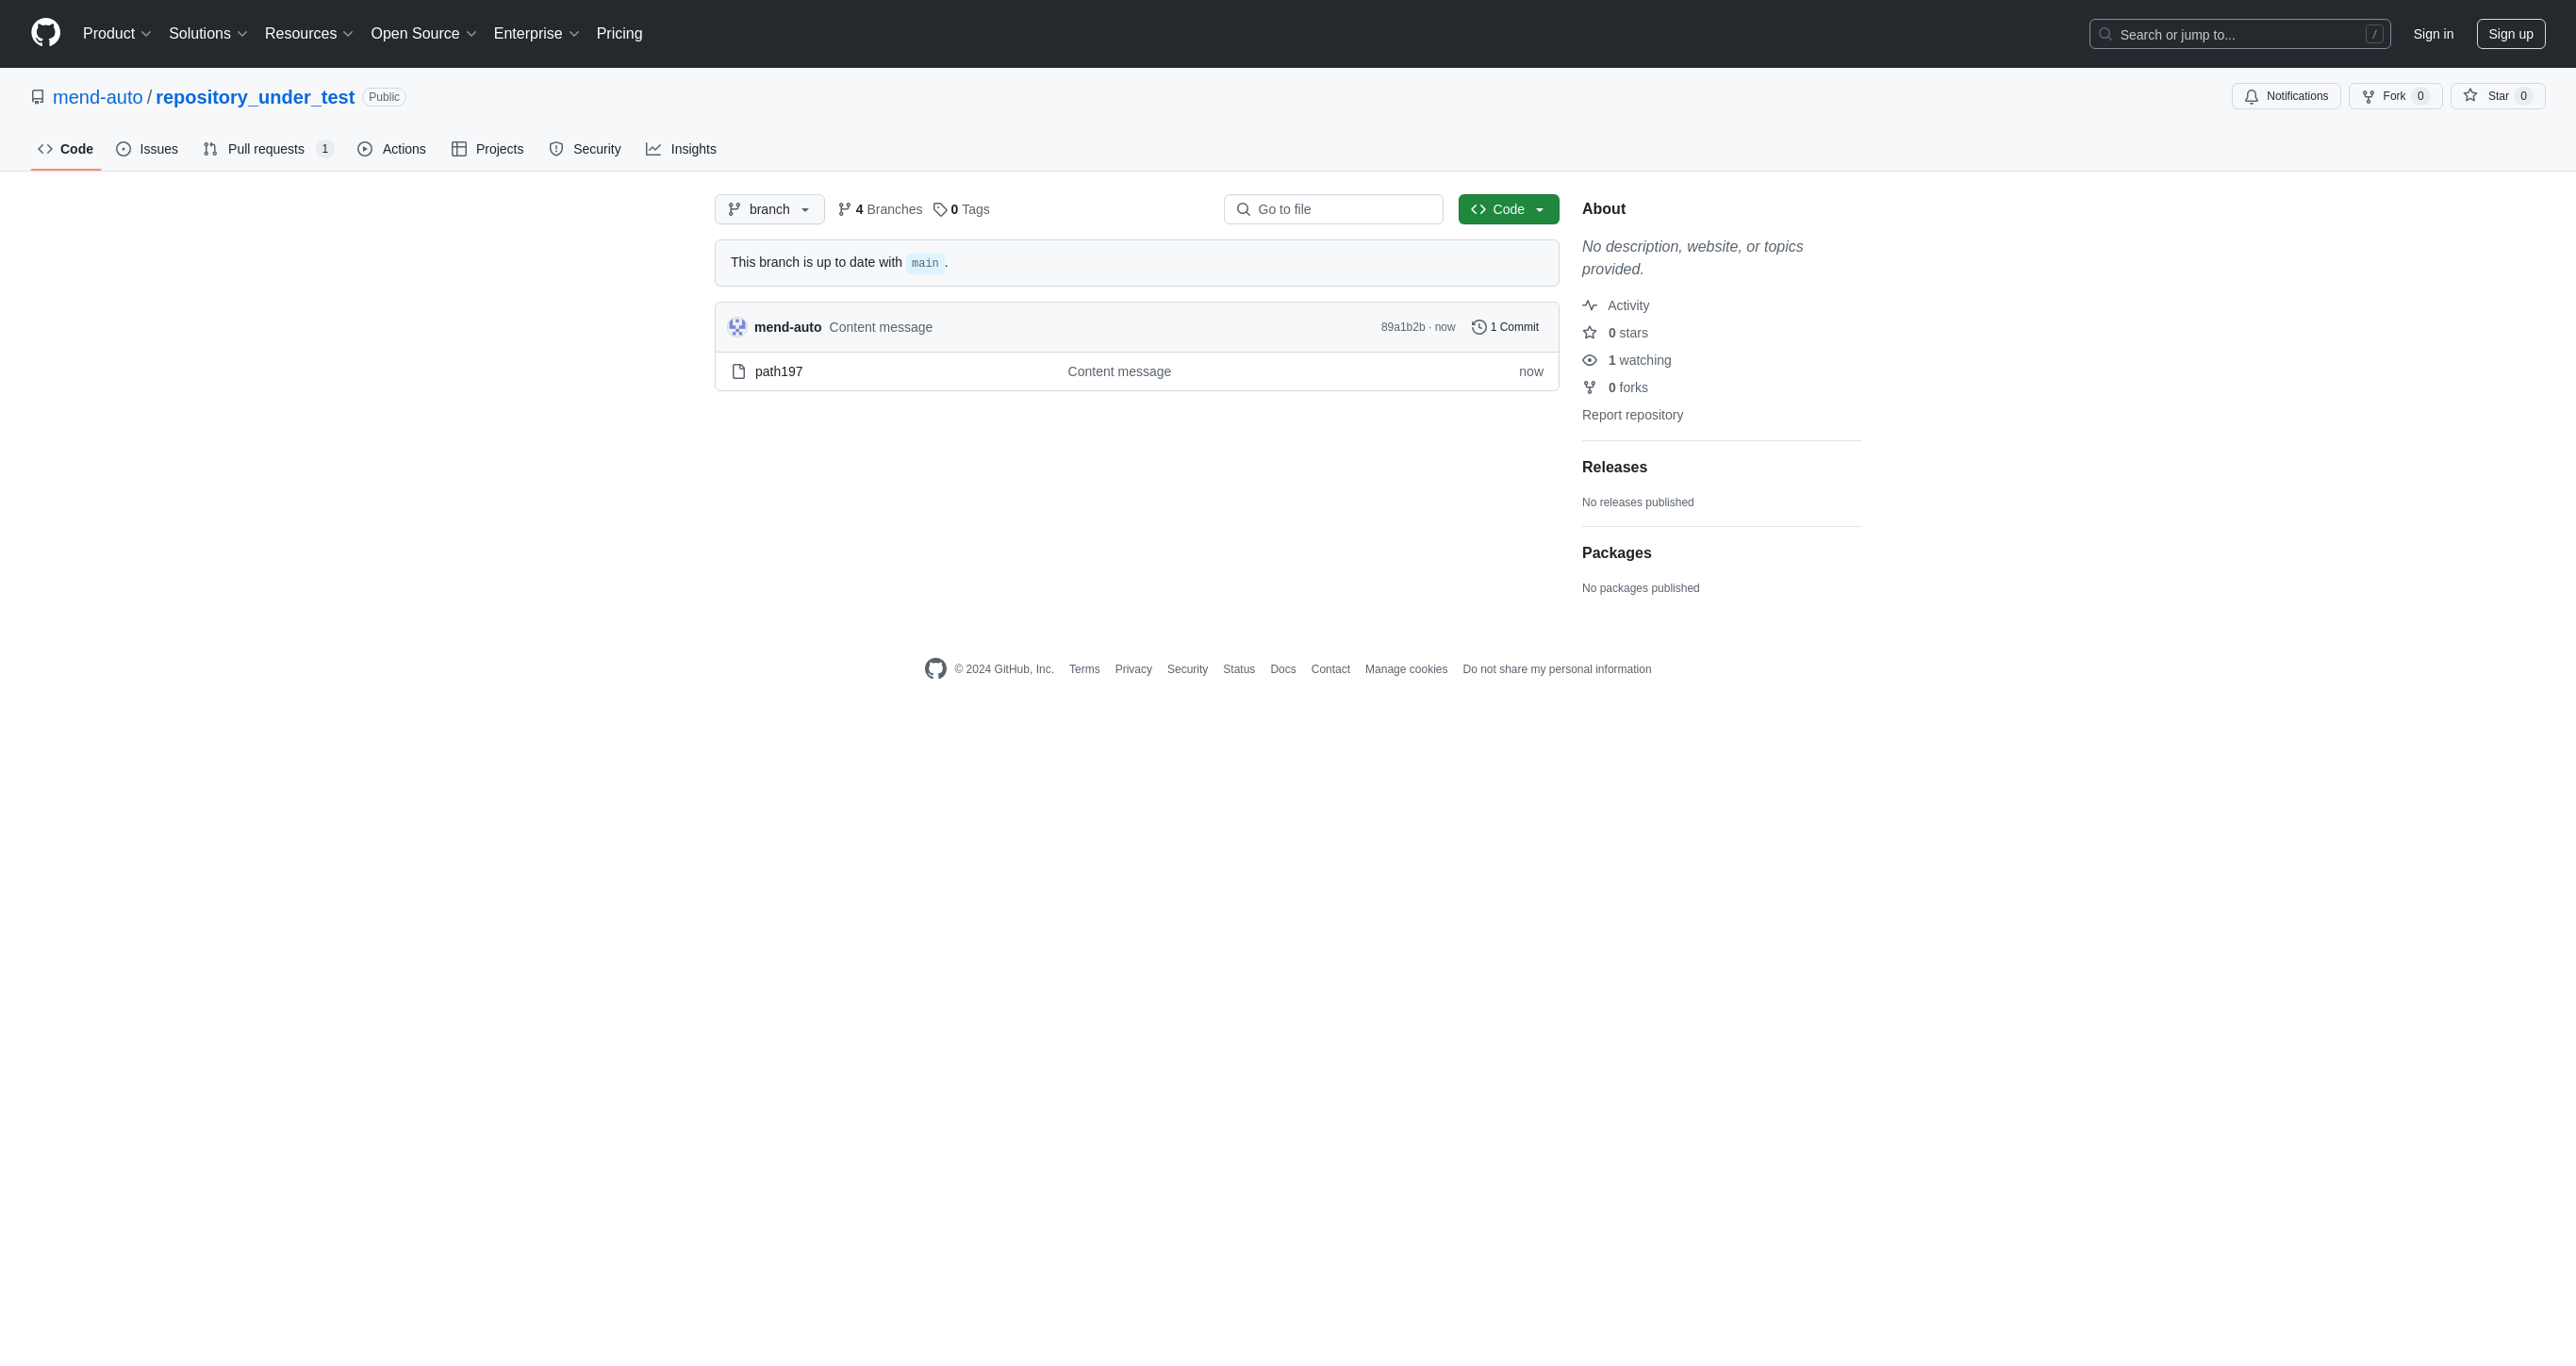 Product Solutions Resources Open Source Enterprise Pricing Search or jump to... / Sign in Sign up
mend-auto / repository_under_test Public Notifications Fork 0 Star 0
Code Issues Pull requests 1 Actions Projects Security Insights
branch 4 Branches 0 Tags Go to file Code
This branch is up to date with main.
mend-auto Content message 89a1b2b · now 1 Commit
path197 Content message now
About
No description, website, or topics
provided.
Activity
0 stars
1 watching
0 forks
Report repository
Releases
No releases published
Packages
No packages published
© 2024 GitHub, Inc. Terms Privacy Security Status Docs Contact Manage cookies Do not share my personal information